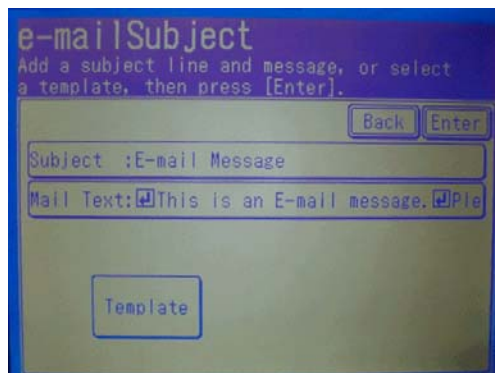 e-mailSubject
Add a subject line and message, or select
a template, then press [Enter].
Back Enter
Subject :E-mail Message
Mail Text:↵This is an E-mail message.↵Ple
Template